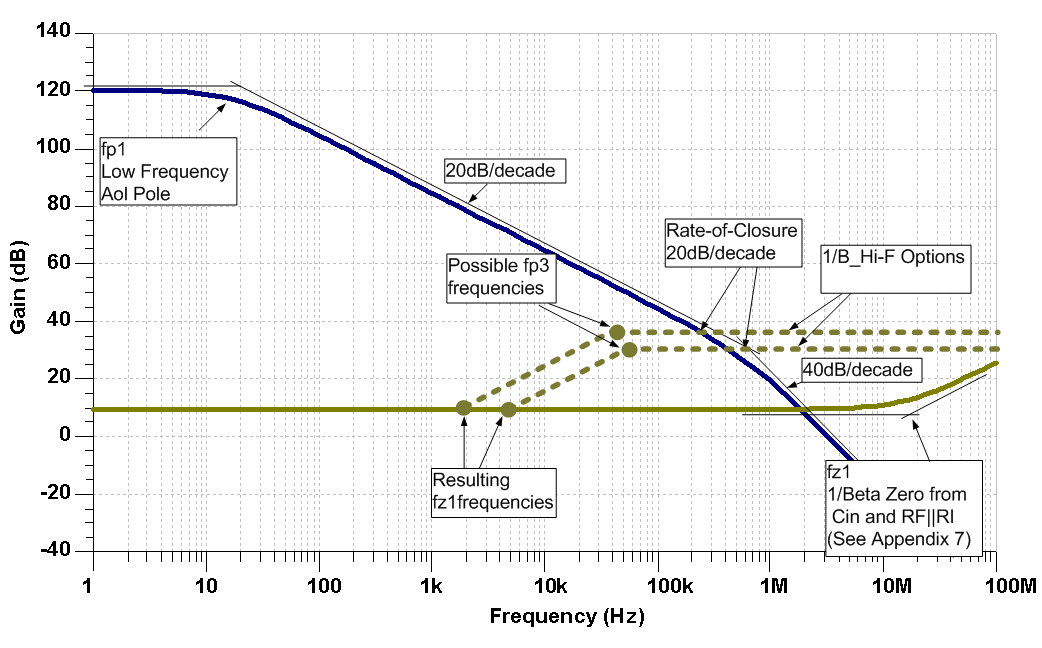 140
120
100
80
60
40
20
0
-20
-40
Gain (dB)
fp1
Low Frequency
Aol Pole
20dB/decade
Possible fp3
frequencies
Rate-of-Closure
20dB/decade
1/B_Hi-F Options
40dB/decade
Resulting
fz1frequencies
fz1
1/Beta Zero from
Cin and RF||RI
(See Appendix 7)
1
10
100
1k
10k
100k
1M
10M
100M
Frequency (Hz)